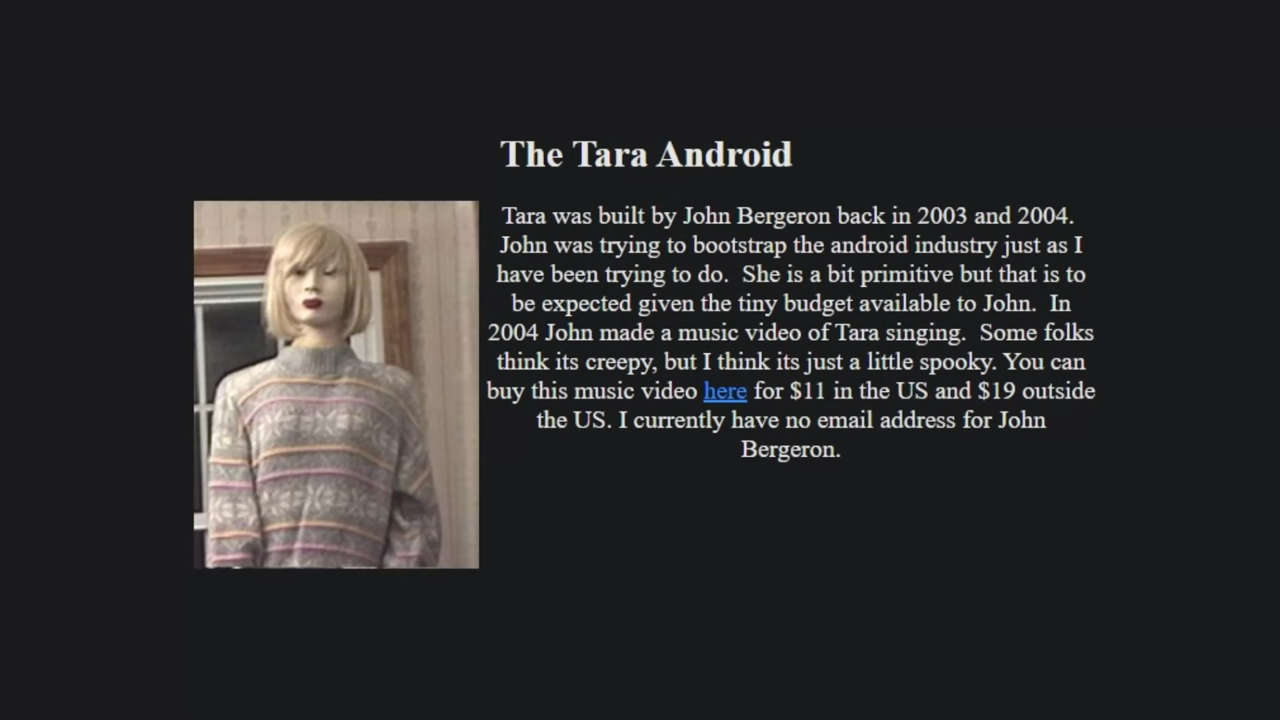 The Tara Android
Tara was built by John Bergeron back in 2003 and 2004.
John was trying to bootstrap the android industry just as I
have been trying to do.  She is a bit primitive but that is to
be expected given the tiny budget available to John.  In
2004 John made a music video of Tara singing.  Some folks
think its creepy, but I think its just a little spooky. You can
buy this music video here for $11 in the US and $19 outside
the US. I currently have no email address for John
Bergeron.